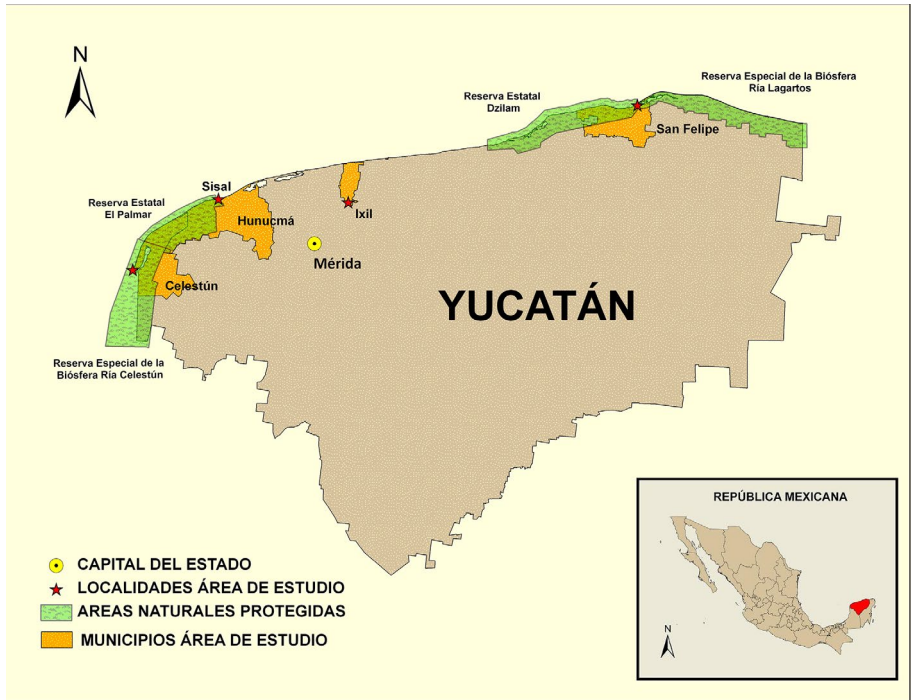 N
Reserva Especial de la Biósfera
Ría Lagartos
Reserva Estatal
Dzilam
San Felipe
Sisal
Reserva Estatal
El Palmar
Hunucmá
Ixil
Mérida
Celestún
YUCATÁN
Reserva Especial de la
Biósfera Ría Celestún
REPÚBLICA MEXICANA
N
CAPITAL DEL ESTADO
LOCALIDADES ÁREA DE ESTUDIO
AREAS NATURALES PROTEGIDAS
MUNICIPIOS ÁREA DE ESTUDIO